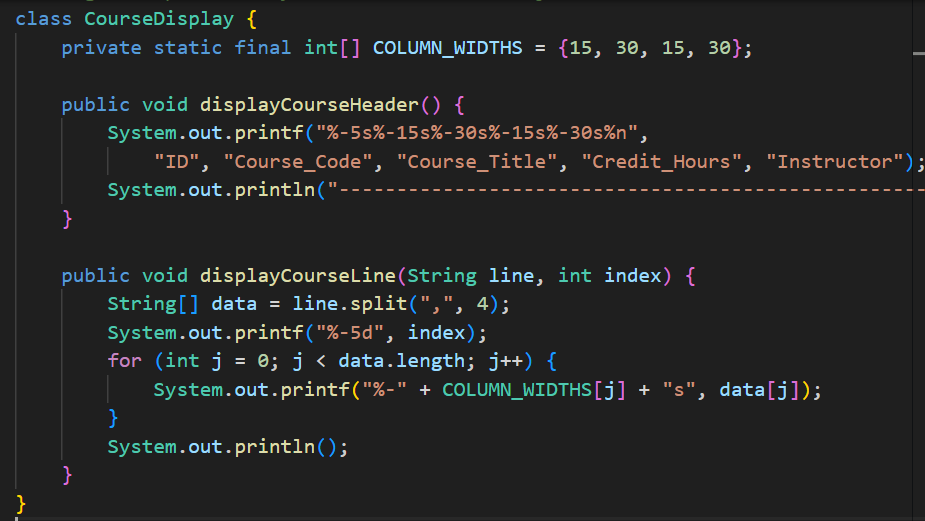 class CourseDisplay {
    private static final int[] COLUMN_WIDTHS = {15, 30, 15, 30};

    public void displayCourseHeader() {
        System.out.printf("%-5s%-15s%-30s%-15s%-30s%n",
            "ID", "Course_Code", "Course_Title", "Credit_Hours", "Instructor");
        System.out.println("---------------------------------------------------
    }

    public void displayCourseLine(String line, int index) {
        String[] data = line.split(",", 4);
        System.out.printf("%-5d", index);
        for (int j = 0; j < data.length; j++) {
            System.out.printf("%-" + COLUMN_WIDTHS[j] + "s", data[j]);
        }
        System.out.println();
    }
}